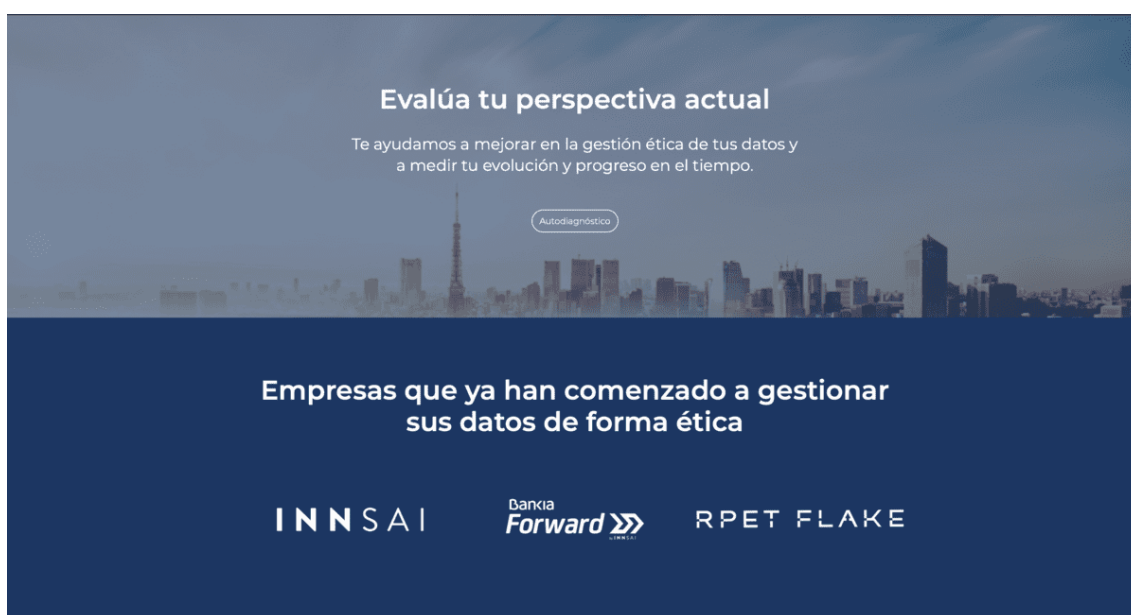 Evalúa tu perspectiva actual
Te ayudamos a mejorar en la gestión ética de tus datos y
a medir tu evolución y progreso en el tiempo.
Autodiagnóstico
Empresas que ya han comenzado a gestionar
sus datos de forma ética
INNSAI
Bankia
Forward
by INNSAI
RPET FLAKE